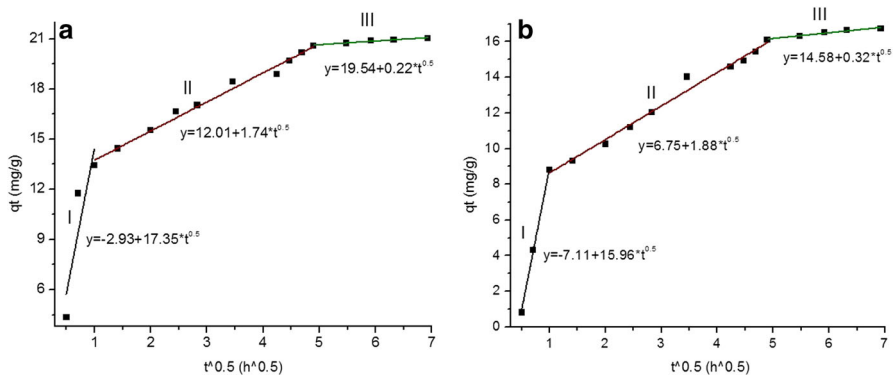 a
III
21
y=19.54+0.22*t^0.5
18
II
y=12.01+1.74*t^0.5
15
qt (mg/g)
12
I
y=-2.93+17.35*t^0.5
9
6
1 2 3 4 5 6 7
t^0.5 (h^0.5)
b
III
16
y=14.58+0.32*t^0.5
14
II
12
y=6.75+1.88*t^0.5
10
qt (mg/g)
8
6
I
y=-7.11+15.96*t^0.5
4
2
0
1 2 3 4 5 6 7
t^0.5 (h^0.5)